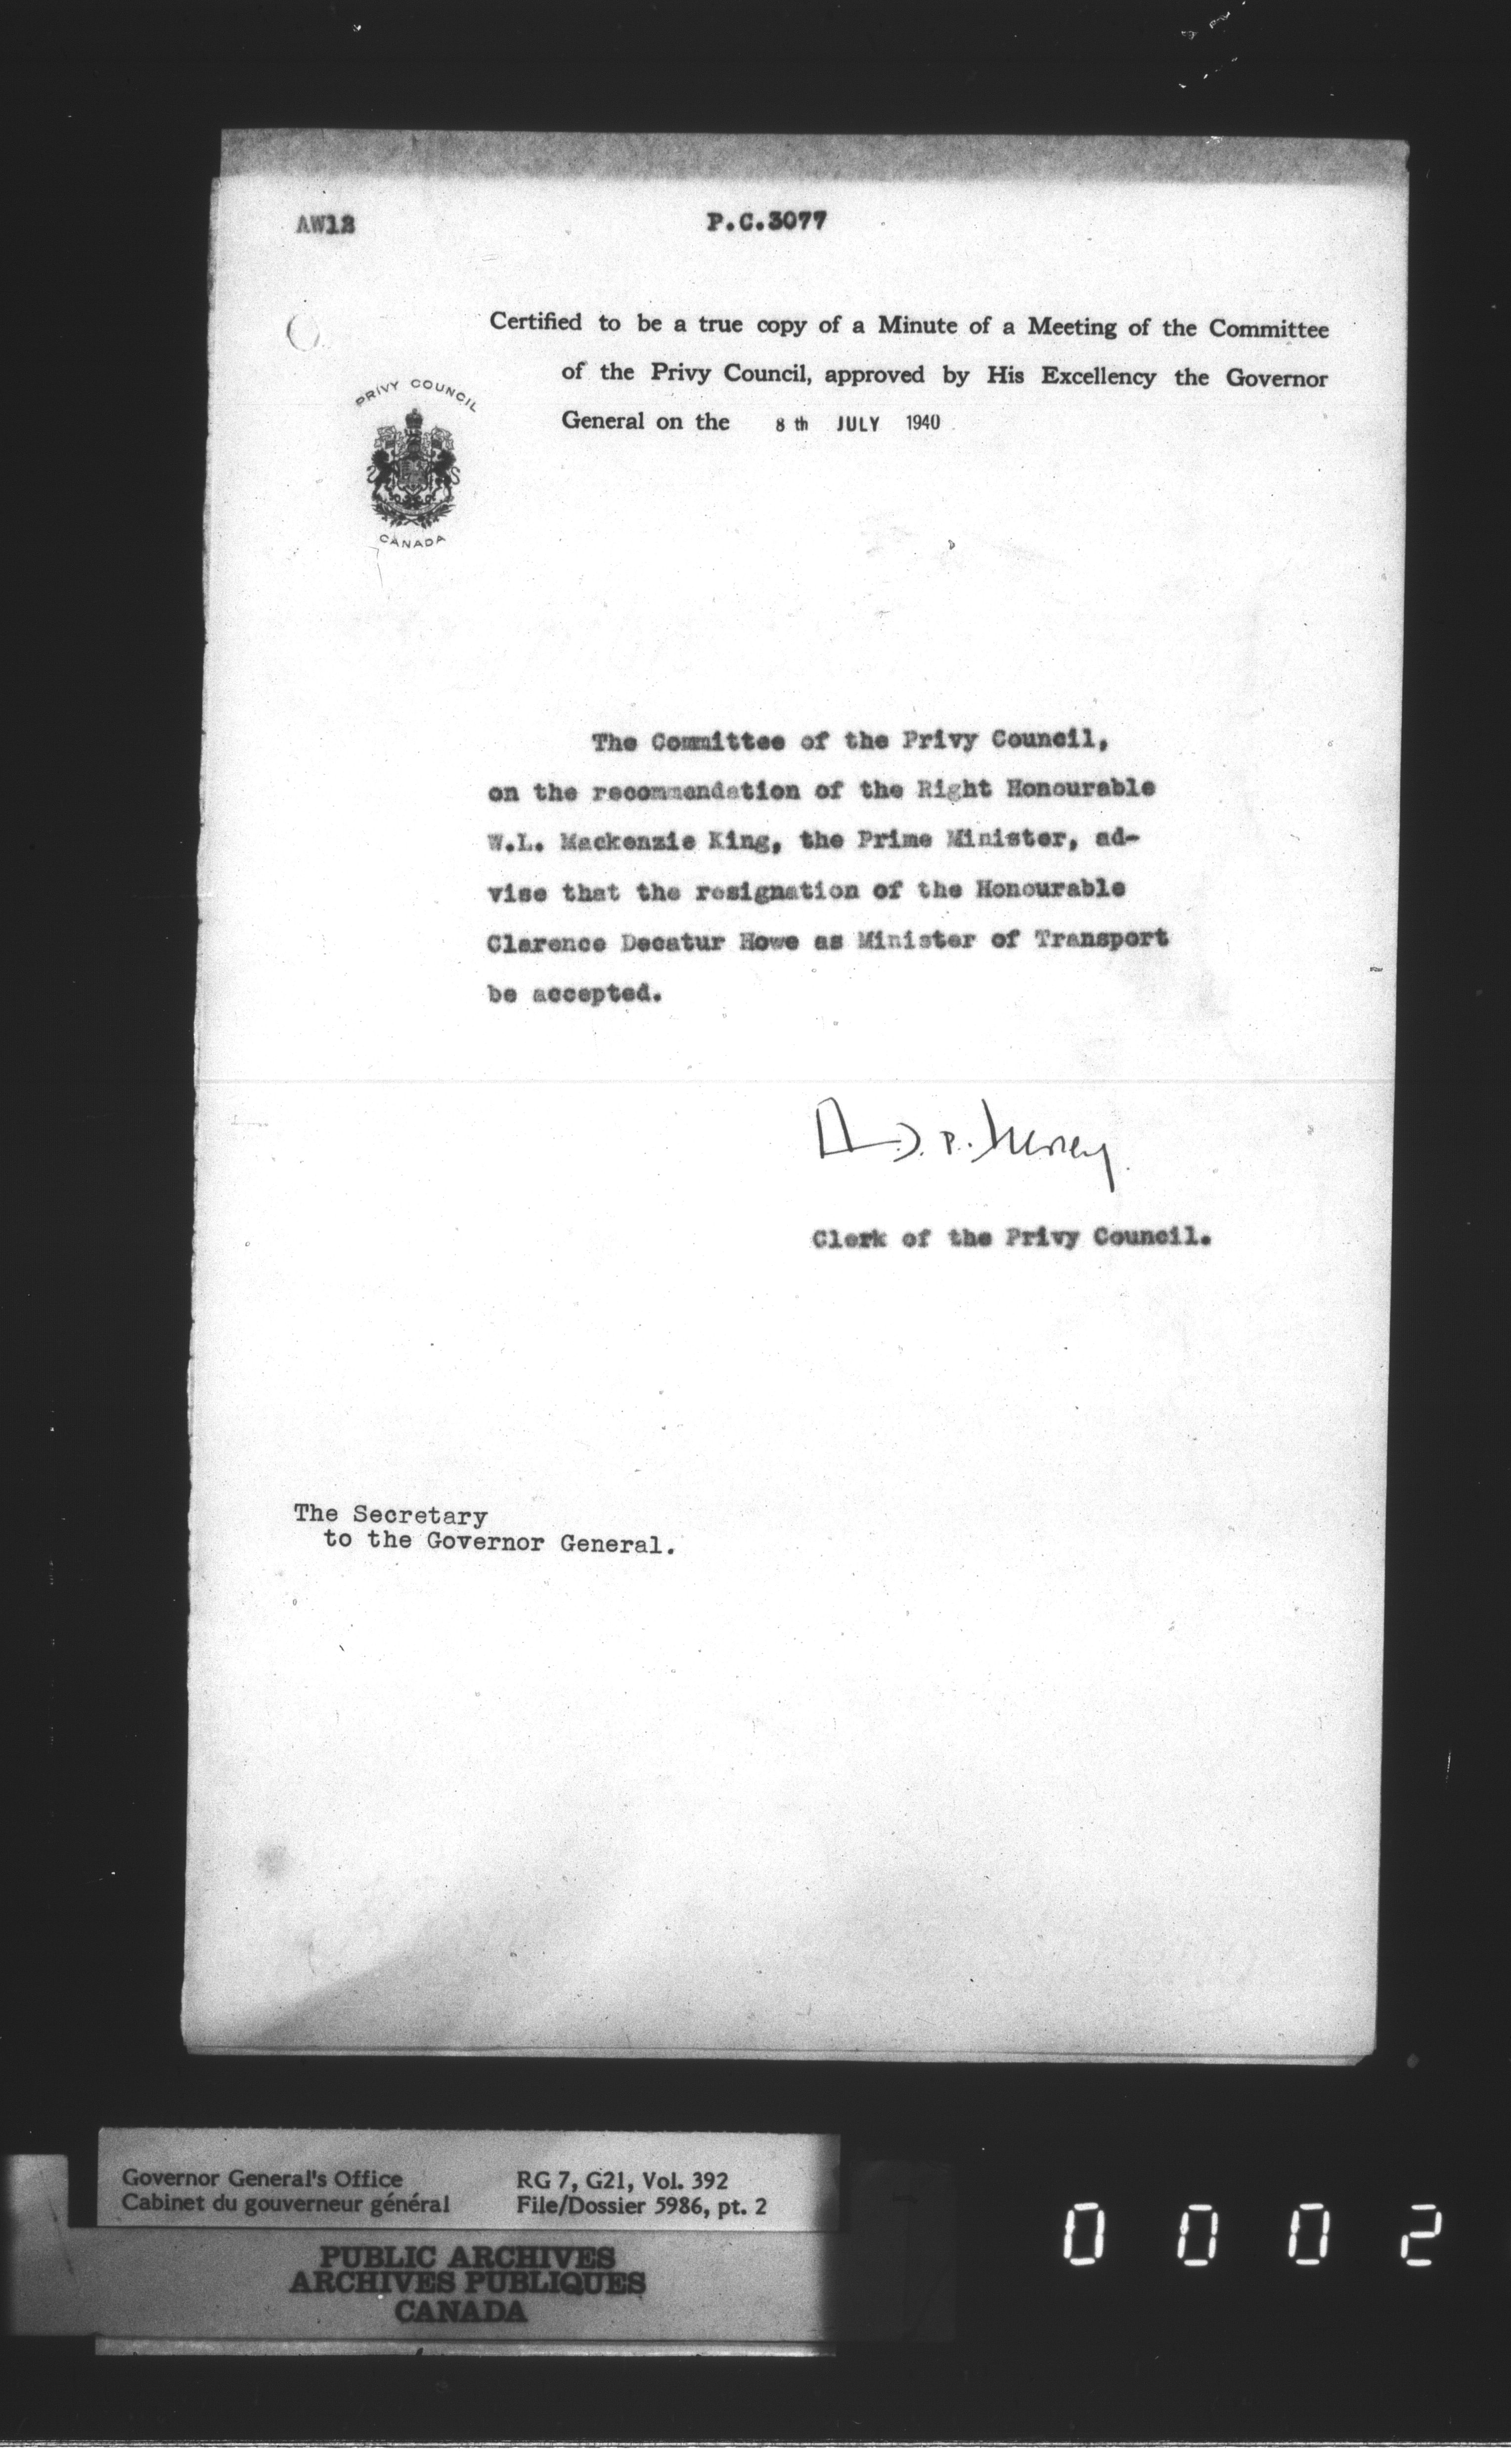 AW12
P.C.3077
Certified to be a true copy of a Minute of a Meeting of the Committee
of the Privy Council, approved by His Excellency the Governor
General on the 8 th JULY 1940
PRIVY COUNCIL
CANADA
The Committee of the Privy Council,
on the recommendation of the Right Honourable
W.L. Mackenzie King, the Prime Minister, ad-
vise that the resignation of the Honourable
Clarence Decatur Howe as Minister of Transport
be accepted.
Clerk of the Privy Council.
The Secretary
to the Governor General.
Governor General's Office
Cabinet du gouverneur général
RG 7, G21, Vol. 392
File/Dossier 5986, pt. 2
PUBLIC ARCHIVES
ARCHIVES PUBLIQUES
CANADA
0002